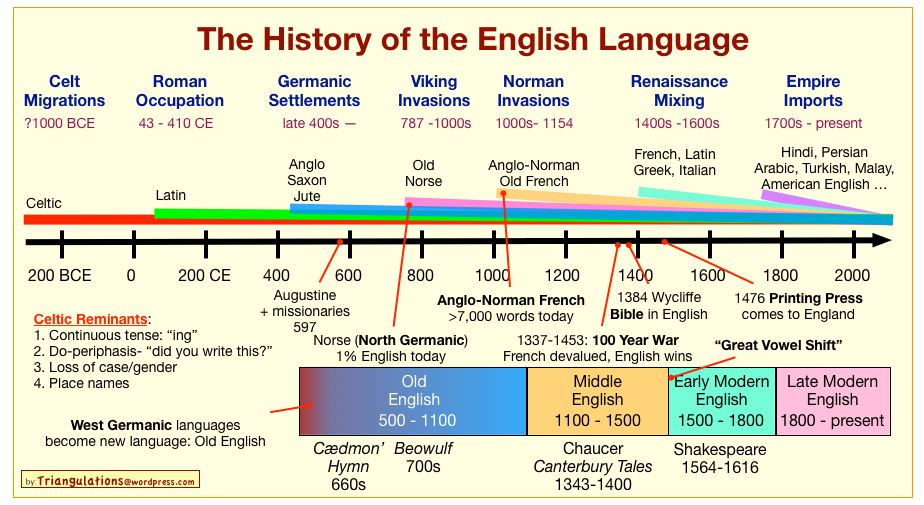 The History of the English Language
Celt
Migrations
?1000 BCE
Roman
Occupation
43 - 410 CE
Germanic
Settlements
late 400s —
Viking
Invasions
787 -1000s
Norman
Invasions
1000s- 1154
Renaissance
Mixing
1400s -1600s
Empire
Imports
1700s - present
Celtic
Latin
Anglo
Saxon
Jute
Old
Norse
Anglo-Norman
Old French
French, Latin
Greek, Italian
Hindi, Persian
Arabic, Turkish, Malay,
American English ...
200 BCE
0
200 CE
400
600
800
1000
1200
1400
1600
1800
2000
Augustine
+ missionaries
597
Norse (North Germanic)
1% English today
Anglo-Norman French
>7,000 words today
1337-1453: 100 Year War
French devalued, English wins
1384 Wycliffe
Bible in English
1476 Printing Press
comes to England
"Great Vowel Shift"
Celtic Reminants:
1. Continuous tense: "ing"
2. Do-periphasis- "did you write this?"
3. Loss of case/gender
4. Place names
West Germanic languages
become new language: Old English
Old
English
500 - 1100
Middle
English
1100 - 1500
Early Modern
English
1500 - 1800
Late Modern
English
1800 - present
Cædmon'
Hymn
660s
Beowulf
700s
Chaucer
Canterbury Tales
1343-1400
Shakespeare
1564-1616
by: Triangulations@wordpress.com